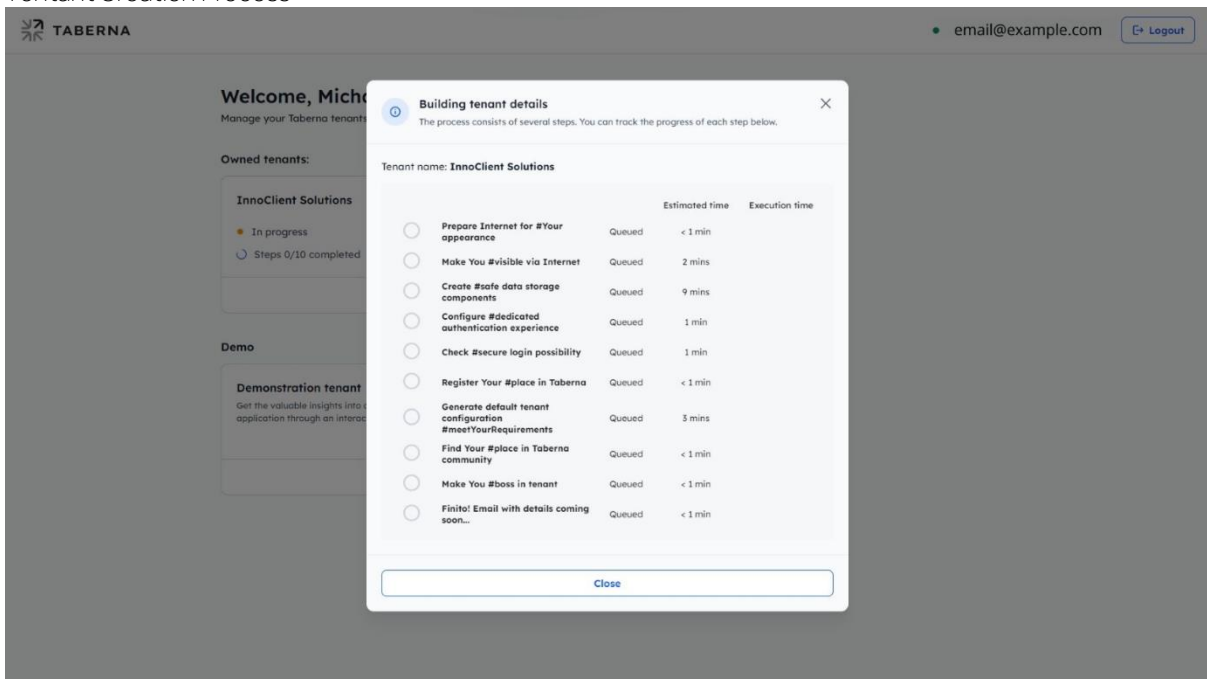 TABERNA
email@example.com
Logout
Welcome, Mich
Manage your Taberna tenants
Owned tenants:
InnoClient Solutions
In progress
Steps 0/10 completed
Demo
Demonstration tenant
Get the valuable insights into
application through an
Building tenant details
The process consists of several steps. You can track the progress of each step below.
Tenant name: InnoClient Solutions
Estimated time Execution time
Prepare Internet for #Your
appearance
Queued < 1 min
Make You #visible via Internet Queued 2 mins
Create #safe data storage
components
Queued 9 mins
Configure #dedicated
authentication experience
Queued 1 min
Check #secure login possibility Queued 1 min
Register Your #place in Taberna Queued < 1 min
Generate default tenant
configuration
#meetYourRequirements
Queued 3 mins
Find Your #place in Taberna
community
Queued < 1 min
Make You #boss in tenant Queued < 1 min
Finito! Email with details coming
soon...
Queued < 1 min
Close